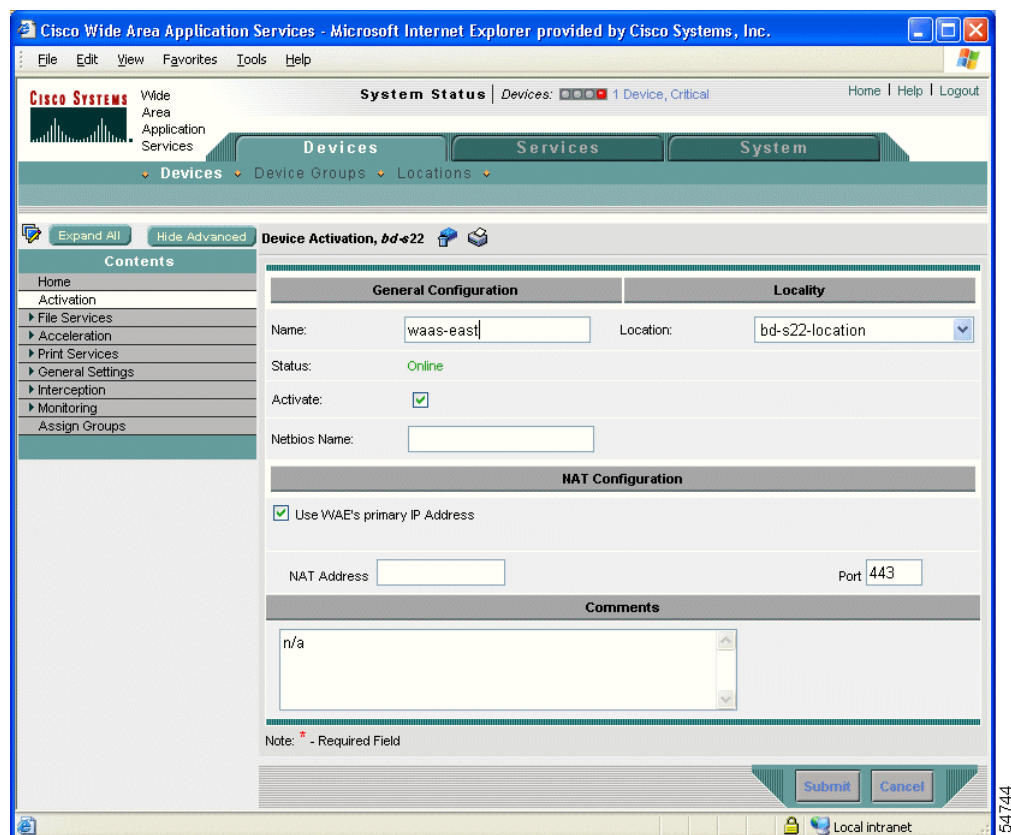 Cisco Wide Area Application Services - Microsoft Internet Explorer provided by Cisco Systems, Inc.
File Edit View Favorites Tools Help
CISCO SYSTEMS
Wide
Area
Application
Services
System Status | Devices: 1 Device, Critical
Home | Help | Logout
Devices Services System
Devices Device Groups Locations
Expand All Hide Advanced
Device Activation, bd-s22
Contents
Home
Activation
File Services
Acceleration
Print Services
General Settings
Interception
Monitoring
Assign Groups
General Configuration Locality
Name: waas-east Location: bd-s22-location
Status: Online
Activate:
Netbios Name:
NAT Configuration
Use WAE's primary IP Address
NAT Address Port 443
Comments
n/a
Note: * - Required Field
Submit Cancel
Local intranet
54744